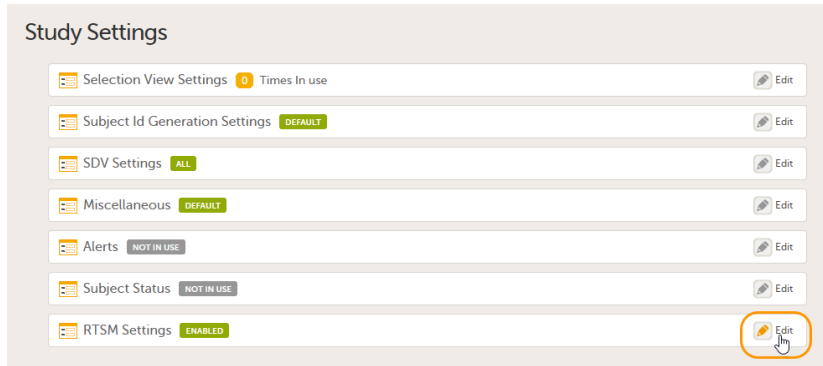 Study Settings
Selection View Settings 0 Times In use Edit
Subject Id Generation Settings DEFAULT Edit
SDV Settings ALL Edit
Miscellaneous DEFAULT Edit
Alerts NOT IN USE Edit
Subject Status NOT IN USE Edit
RTSM Settings ENABLED Edit